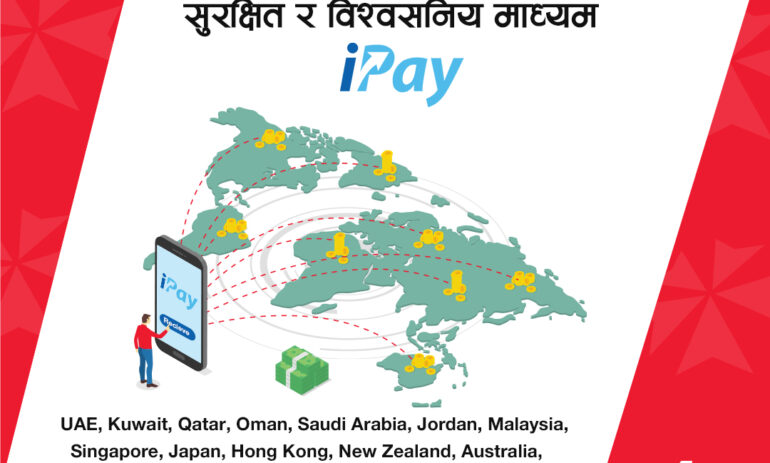 सुरक्षित र विश्वसनिय माध्यम
iPay
iPay
Recieve
UAE, Kuwait, Qatar, Oman, Saudi Arabia, Jordan, Malaysia,
Singapore, Japan, Hong Kong, New Zealand, Australia,